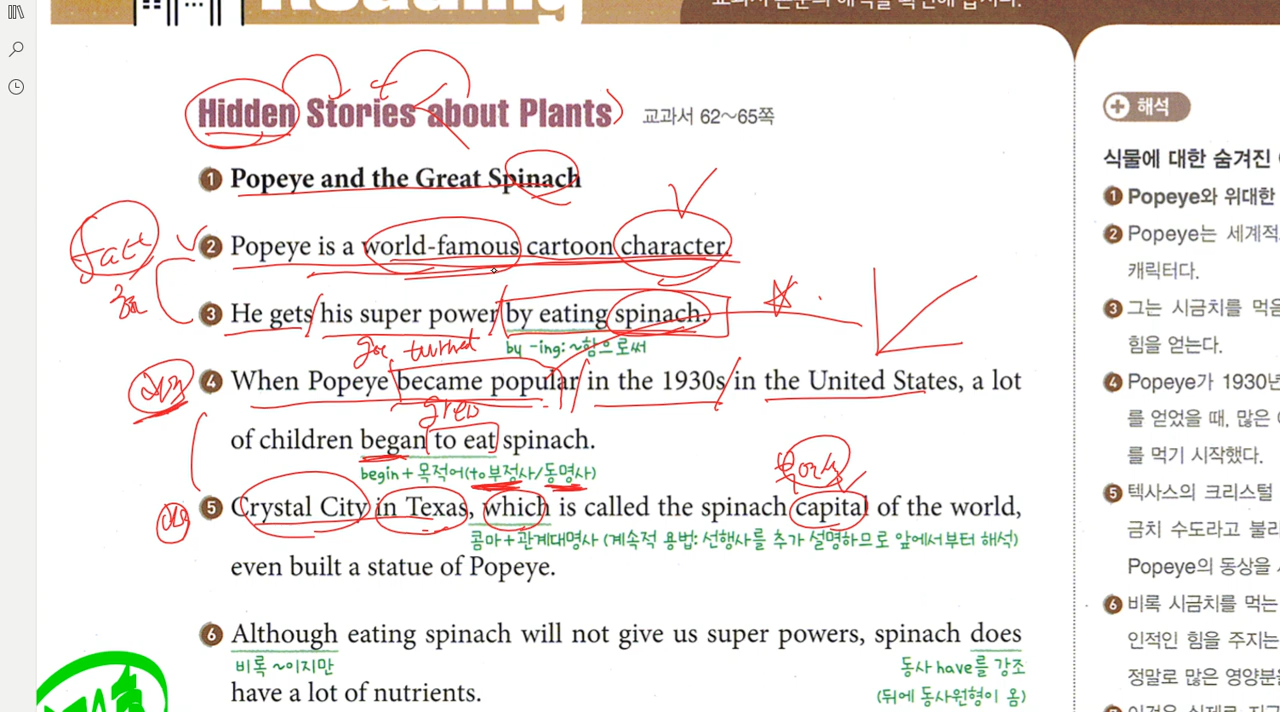 Reading
Hidden Stories about Plants 교과서 62~65쪽
1 Popeye and the Great Spinach
fact
2 Popeye is a world-famous cartoon character.
3 He gets his super power by eating spinach.
got turned
by -ing: ~함으로써
4 When Popeye became popular in the 1930s in the United States, a lot
grew
of children began to eat spinach.
begin + 목적어(to부정사/동명사)
5 Crystal City in Texas, which is called the spinach capital of the world,
콤마+관계대명사 (계속적 용법: 선행사를 추가 설명하므로 앞에서부터 해석)
even built a statue of Popeye.
6 Although eating spinach will not give us super powers, spinach does
비록 ~이지만
동사 have를 강조
have a lot of nutrients.
(뒤에 동사원형이 옴)
해석
식물에 대한 숨겨진
1 Popeye와 위대한
2 Popeye는 세계적
캐릭터다.
3 그는 시금치를 먹음
힘을 얻는다.
4 Popeye가 1930년
를 얻었을 때, 많은
를 먹기 시작했다.
5 텍사스의 크리스털
금치 수도라고 불리
Popeye의 동상을
6 비록 시금치를 먹는
인적인 힘을 주지는
정말로 많은 영양분을